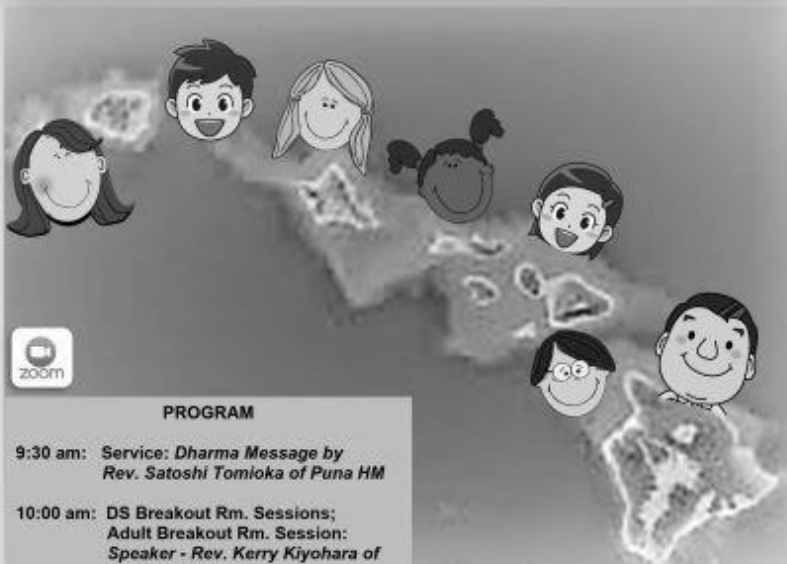 zoom
PROGRAM
9:30 am: Service: Dharma Message by
Rev. Satoshi Tomioka of Puna HM
10:00 am: DS Breakout Rm. Sessions;
Adult Breakout Rm. Session:
Speaker - Rev. Kerry Kiyohara of